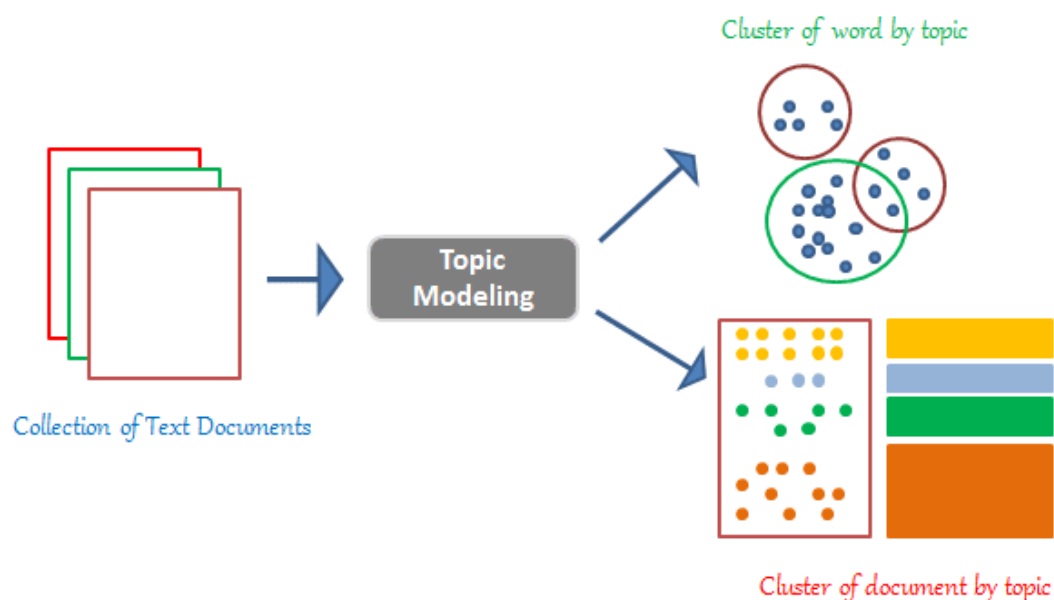 Cluster of word by topic
Topic
Modeling
Collection of Text Documents
Cluster of document by topic